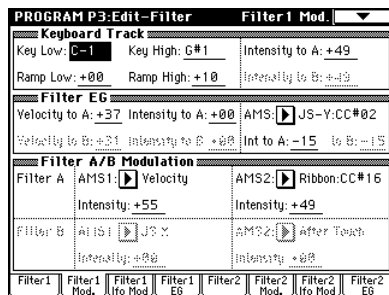 PROGRAM P3:Edit-Filter Filter1 Mod.
Keyboard Track
Key Low: C-1 Key High: G#1 Intensity to A: +49
Ramp Low: +00 Ramp High: +10 Intensity to B: +49
Filter EG
Velocity to A: +37 Intensity to A: +00 AMS: JS-Y:CC#02
Velocity to B: +31 Intensity to B: +00 Int to A: -15 to B: -15
Filter A/B Modulation
Filter A AMS1: Velocity AMS2: Ribbon:CC#16
Intensity: +55 Intensity: +49
Filter B AMS1: JS X AMS2: After Touch
Intensity: +00 Intensity: +00
Filter1 Filter1 Mod. Filter1 lfo Mod Filter1 EG Filter2 Filter2 Mod. Filter2 lfo Mod Filter2 EG